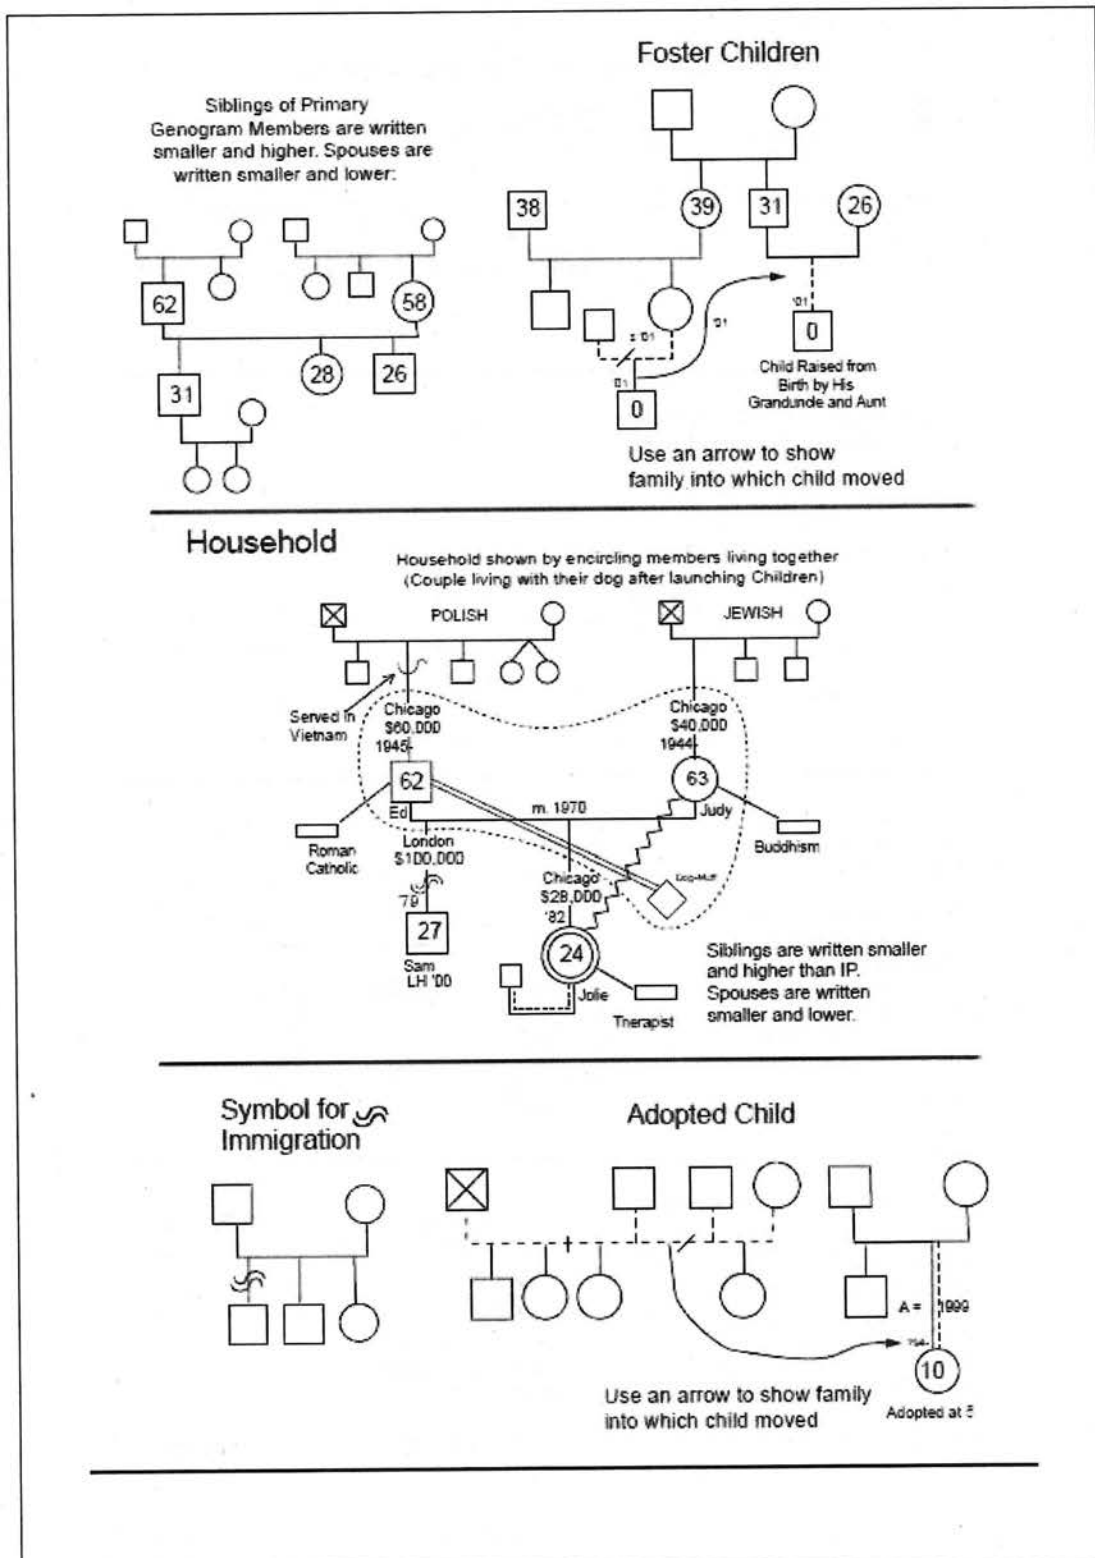 Siblings of Primary
Genogram Members are written
smaller and higher. Spouses are
written smaller and lower:
62
58
28
26
31
Foster Children
38
39
31
26
'01
'01
s '01
'01
0
0
Child Raised from
Birth by His
Granduncle and Aunt
Use an arrow to show
family into which child moved
Household
Household shown by encircling members living together
(Couple living with their dog after launching Children)
POLISH
JEWISH
Served in
Vietnam
Chicago
$60,000
1945-
62
Ed
Chicago
$40,000
1944-
63
Judy
m. 1970
Roman
Catholic
Buddhism
London
$100,000
'79
27
Sam
LH '00
Chicago
$28,000
'82
24
Jolie
Therapist
Siblings are written smaller
and higher than IP.
Spouses are written
smaller and lower.
Symbol for
Immigration
Adopted Child
A =
1999
10
Adopted at 5
Use an arrow to show family
into which child moved